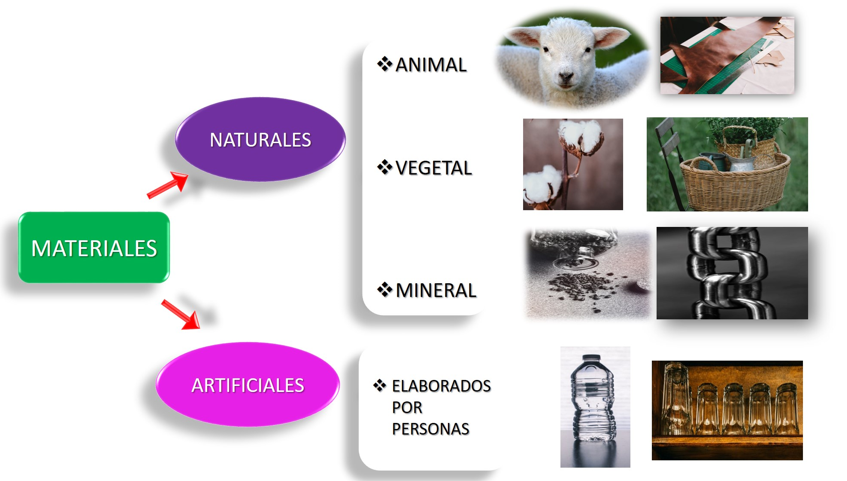 MATERIALES
NATURALES
❖ANIMAL
❖VEGETAL
❖MINERAL
ARTIFICIALES
❖ ELABORADOS
POR
PERSONAS